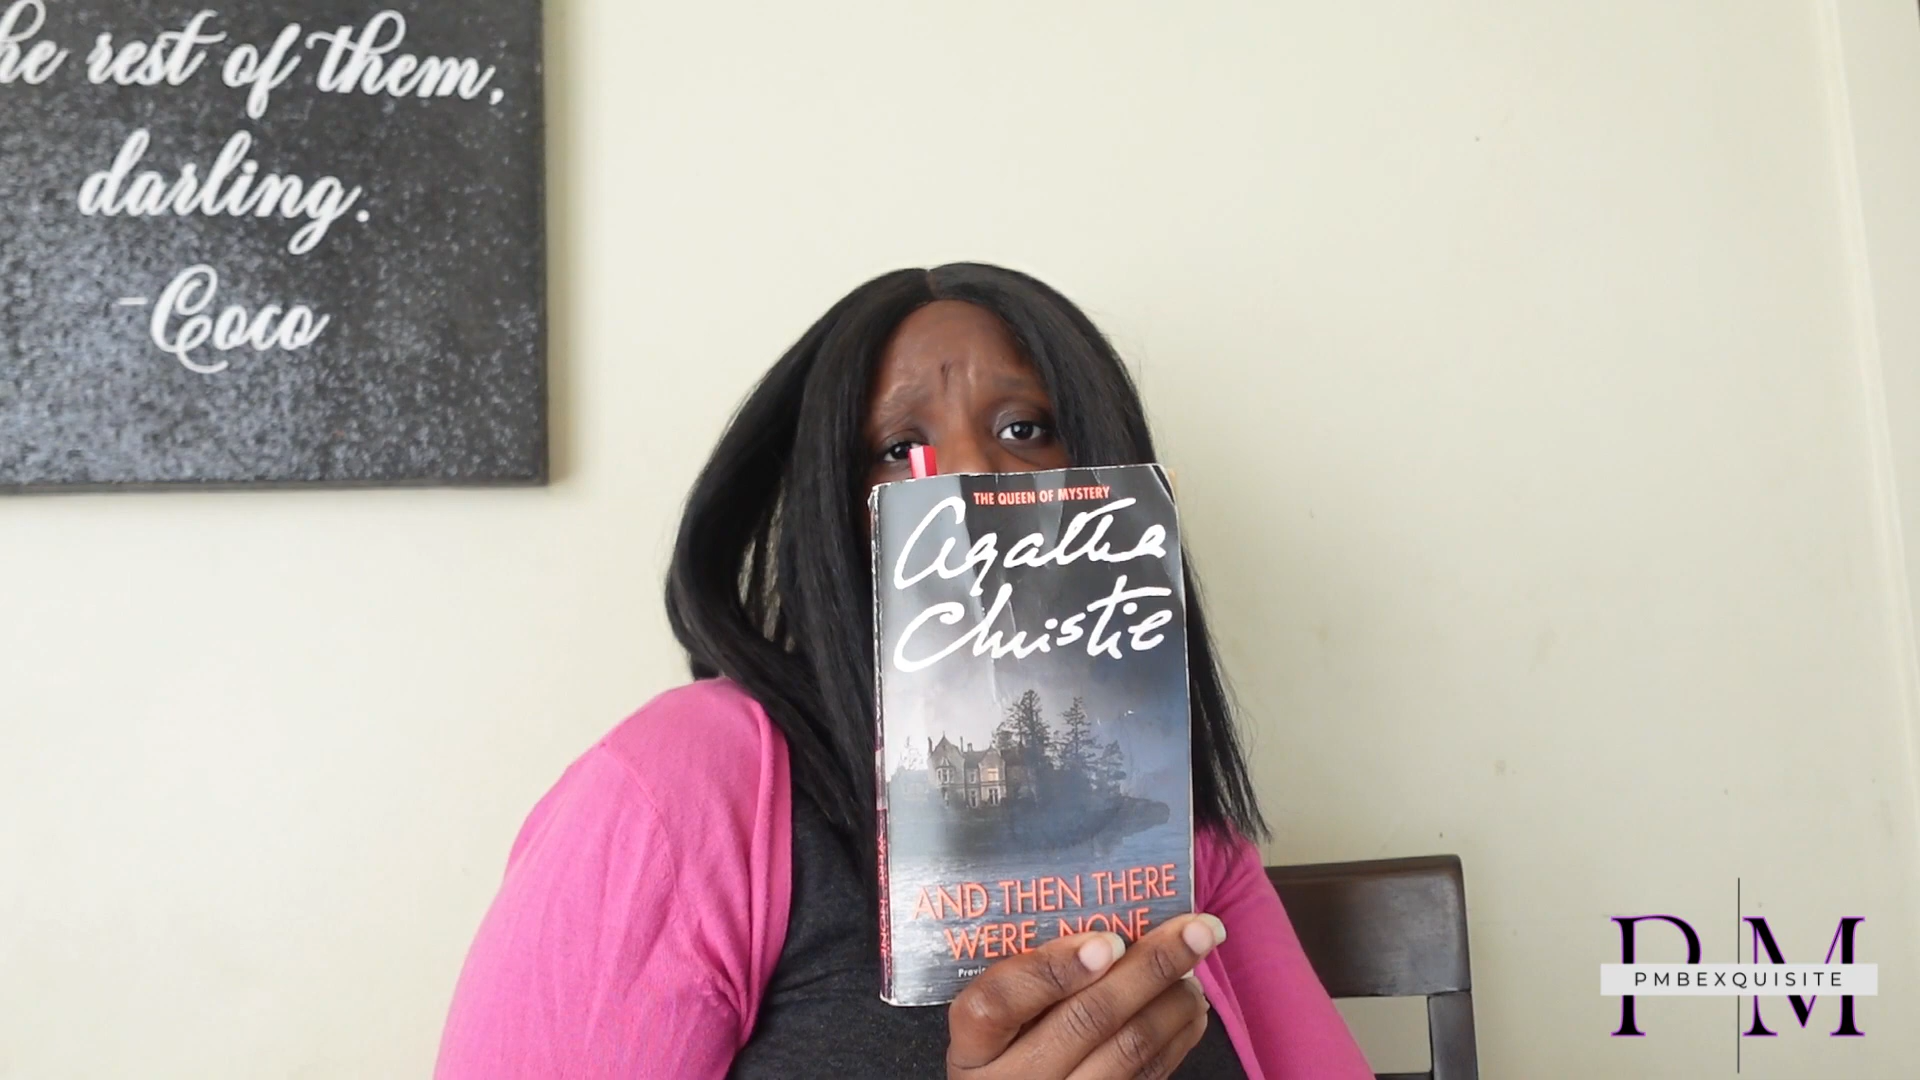 he rest of them,
darling.
-Coco
THE QUEEN OF MYSTERY
Agatha
Christie
AND THEN THERE
WERE NONE
PM
PMBEXQUISITE